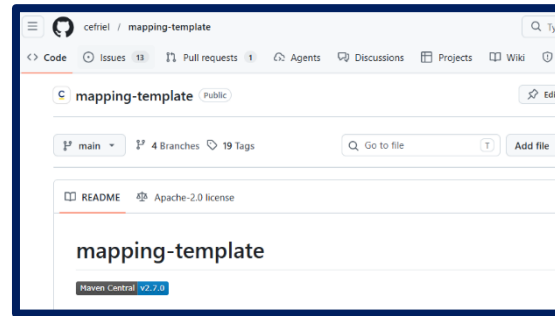 cefriel / mapping-template
Code Issues 13 Pull requests 1 Agents Discussions Projects Wiki
mapping-template Public
main 4 Branches 19 Tags Go to file T Add file
README Apache-2.0 license
mapping-template
Maven Central v2.7.0